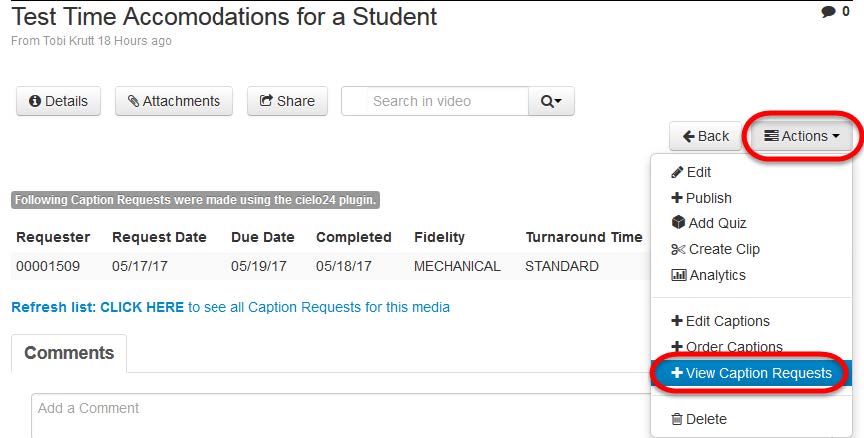 Test Time Accomodations for a Student
0
From Tobi Krutt 18 Hours ago
Details
Attachments
Share
Search in video
Back
Actions
Edit
Publish
Add Quiz
Create Clip
Analytics
Edit Captions
Order Captions
View Caption Requests
Delete
Following Caption Requests were made using the cielo24 plugin.
Requester Request Date Due Date Completed Fidelity Turnaround Time
00001509 05/17/17 05/19/17 05/18/17 MECHANICAL STANDARD
Refresh list: CLICK HERE to see all Caption Requests for this media
Comments
Add a Comment